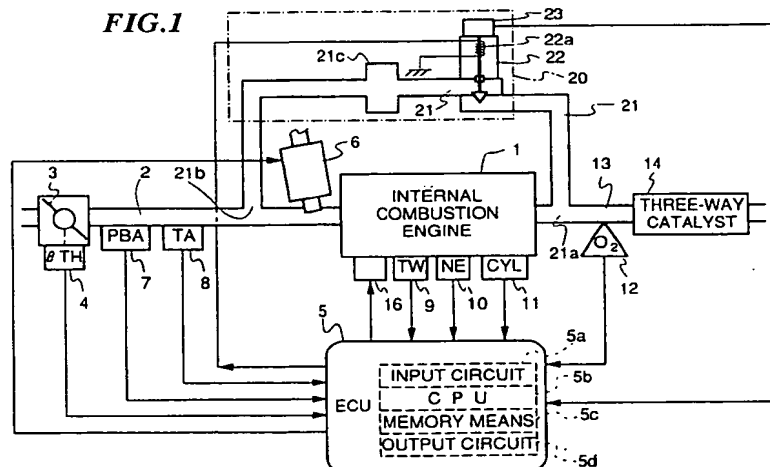 FIG.1
23
22a
21c
22
20
21
21
6
1
3
2
21b
13
14
INTERNAL
COMBUSTION
ENGINE
THREE-WAY
CATALYST
PBA
TA
θTH
4
7
8
TW
NE
CYL
16
9
10
11
21a
O2
12
5
5a
INPUT CIRCUIT
5b
ECU
C P U
5c
MEMORY MEANS
OUTPUT CIRCUIT
5d